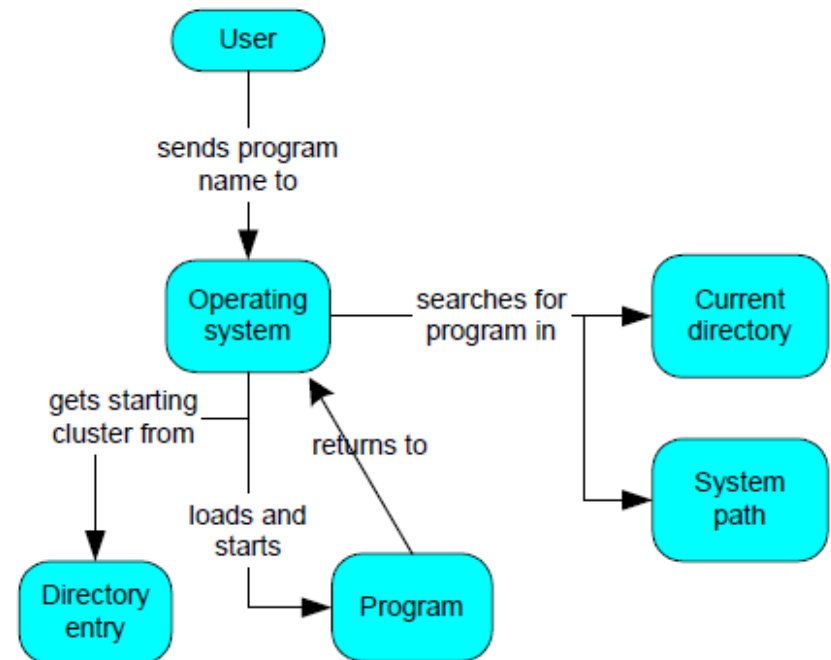 User
sends program
name to
Operating
system
searches for
program in
Current
directory
gets starting
cluster from
returns to
System
path
loads and
starts
Directory
entry
Program